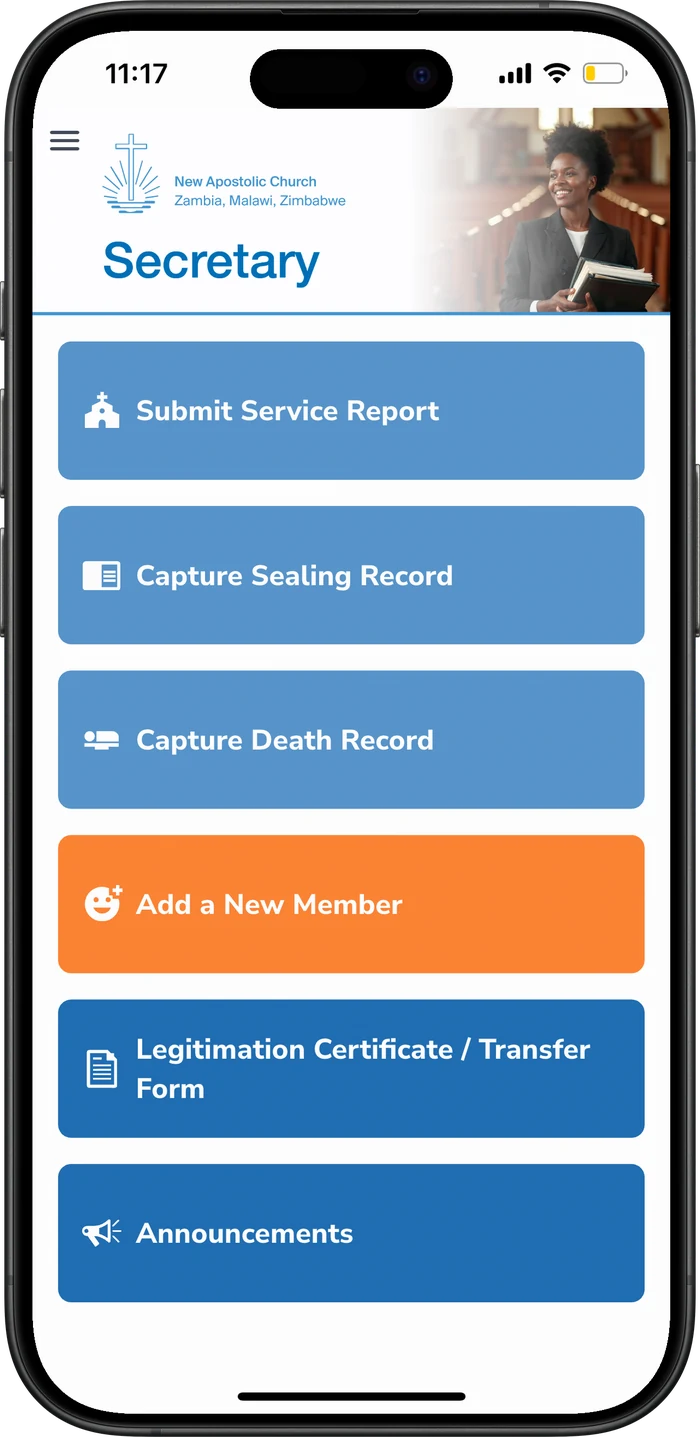 11:17
New Apostolic Church
Zambia, Malawi, Zimbabwe
Secretary
Submit Service Report
Capture Sealing Record
Capture Death Record
Add a New Member
Legitimation Certificate / Transfer
Form
Announcements